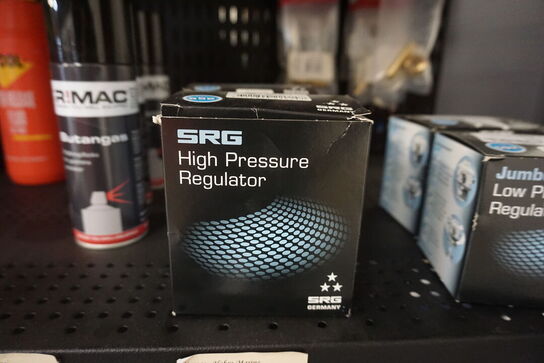 RIMAC
Butangas
SRG
High Pressure
Regulator
SRG
GERMANY
Jumb
Low P
Regula